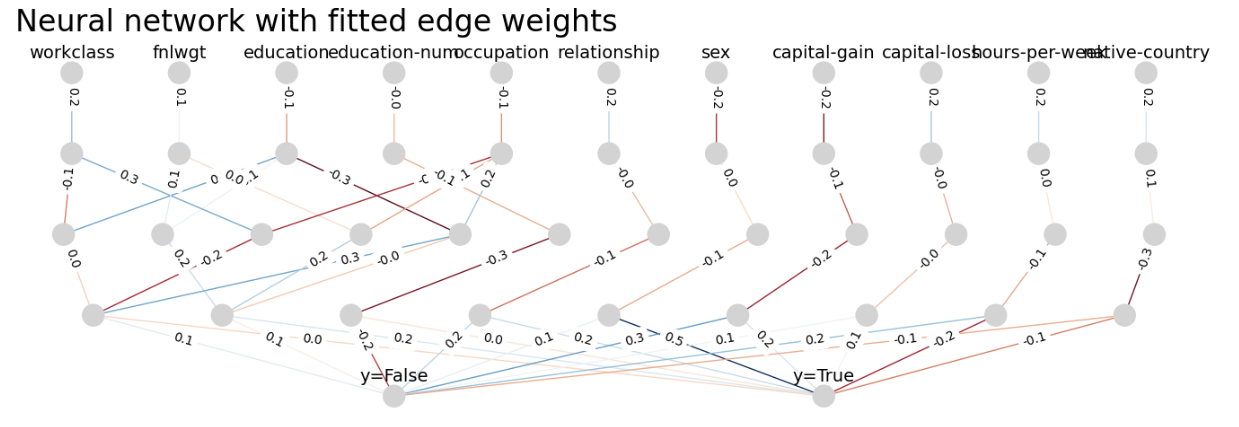 Neural network with fitted edge weights
workclass fnlwgt education education-num occupation relationship sex capital-gain capital-loss hours-per-week native-country
0.2 0.1 -0.1 -0.0 -0.1 0.2 -0.2 -0.2 0.2 0.2 0.2
-0.1 0.3 0.1 0.0 -0.3 -0.1 0.2 -0.0 0.0 -0.1 -0.0 0.0 0.1
0.0 0.2 -0.2 0.2 0.3 -0.0 -0.3 -0.1 -0.1 -0.2 -0.0 -0.1 -0.3
0.1 0.1 0.0 -0.2 0.2 0.2 0.0 0.1 0.2 0.3 0.5 0.1 0.2 0.2 0.1 -0.1 -0.2 -0.1
y=False y=True